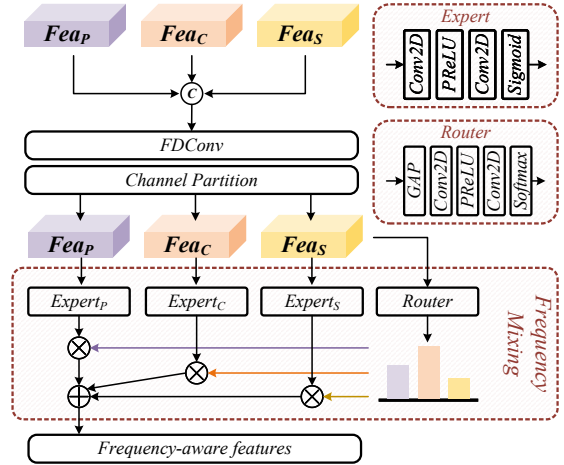 Fea_P
Fea_C
Fea_S
C
FDConv
Channel Partition
Fea_P
Fea_C
Fea_S
Expert_P
Expert_C
Expert_S
Router
Frequency
Mixing
Frequency-aware features
Expert
Conv2D
PReLU
Conv2D
Sigmoid
Router
GAP
Conv2D
PReLU
Conv2D
Softmax